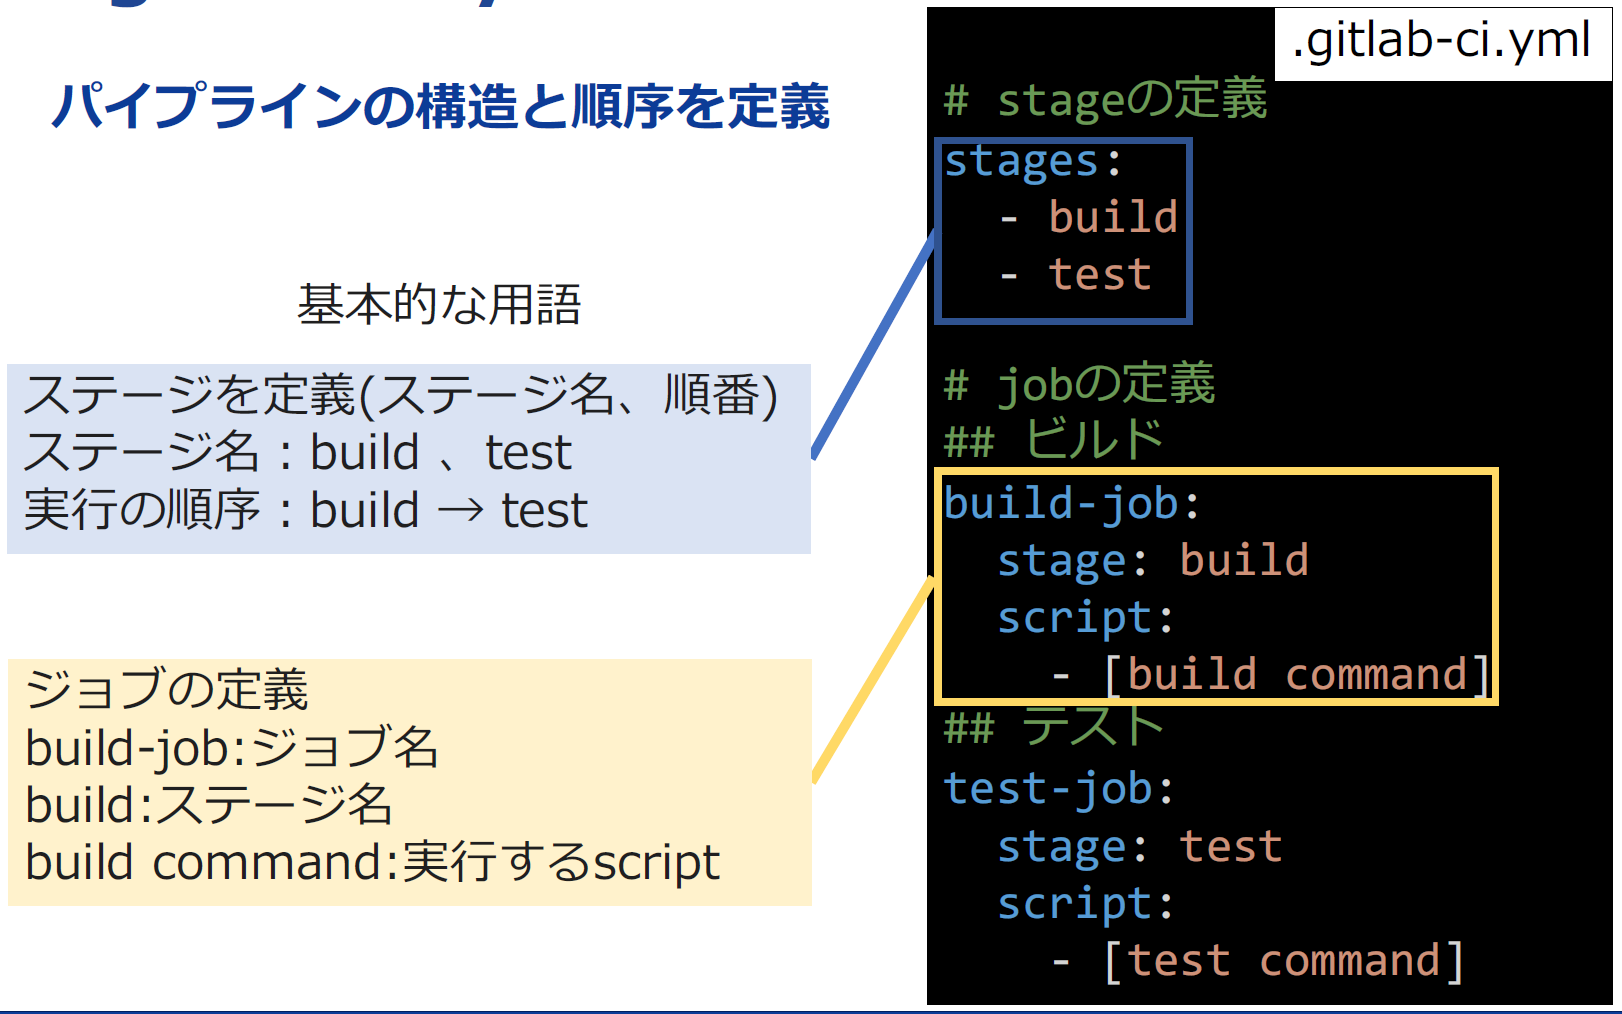 パイプラインの構造と順序を定義
基本的な用語
ステージを定義(ステージ名、順番)
ステージ名：build 、test
実行の順序：build → test
ジョブの定義
build-job:ジョブ名
build:ステージ名
build command:実行するscript
.gitlab-ci.yml
# stageの定義
stages:
  - build
  - test
# jobの定義
## ビルド
build-job:
  stage: build
  script:
    - [build command]
## テスト
test-job:
  stage: test
  script:
    - [test command]